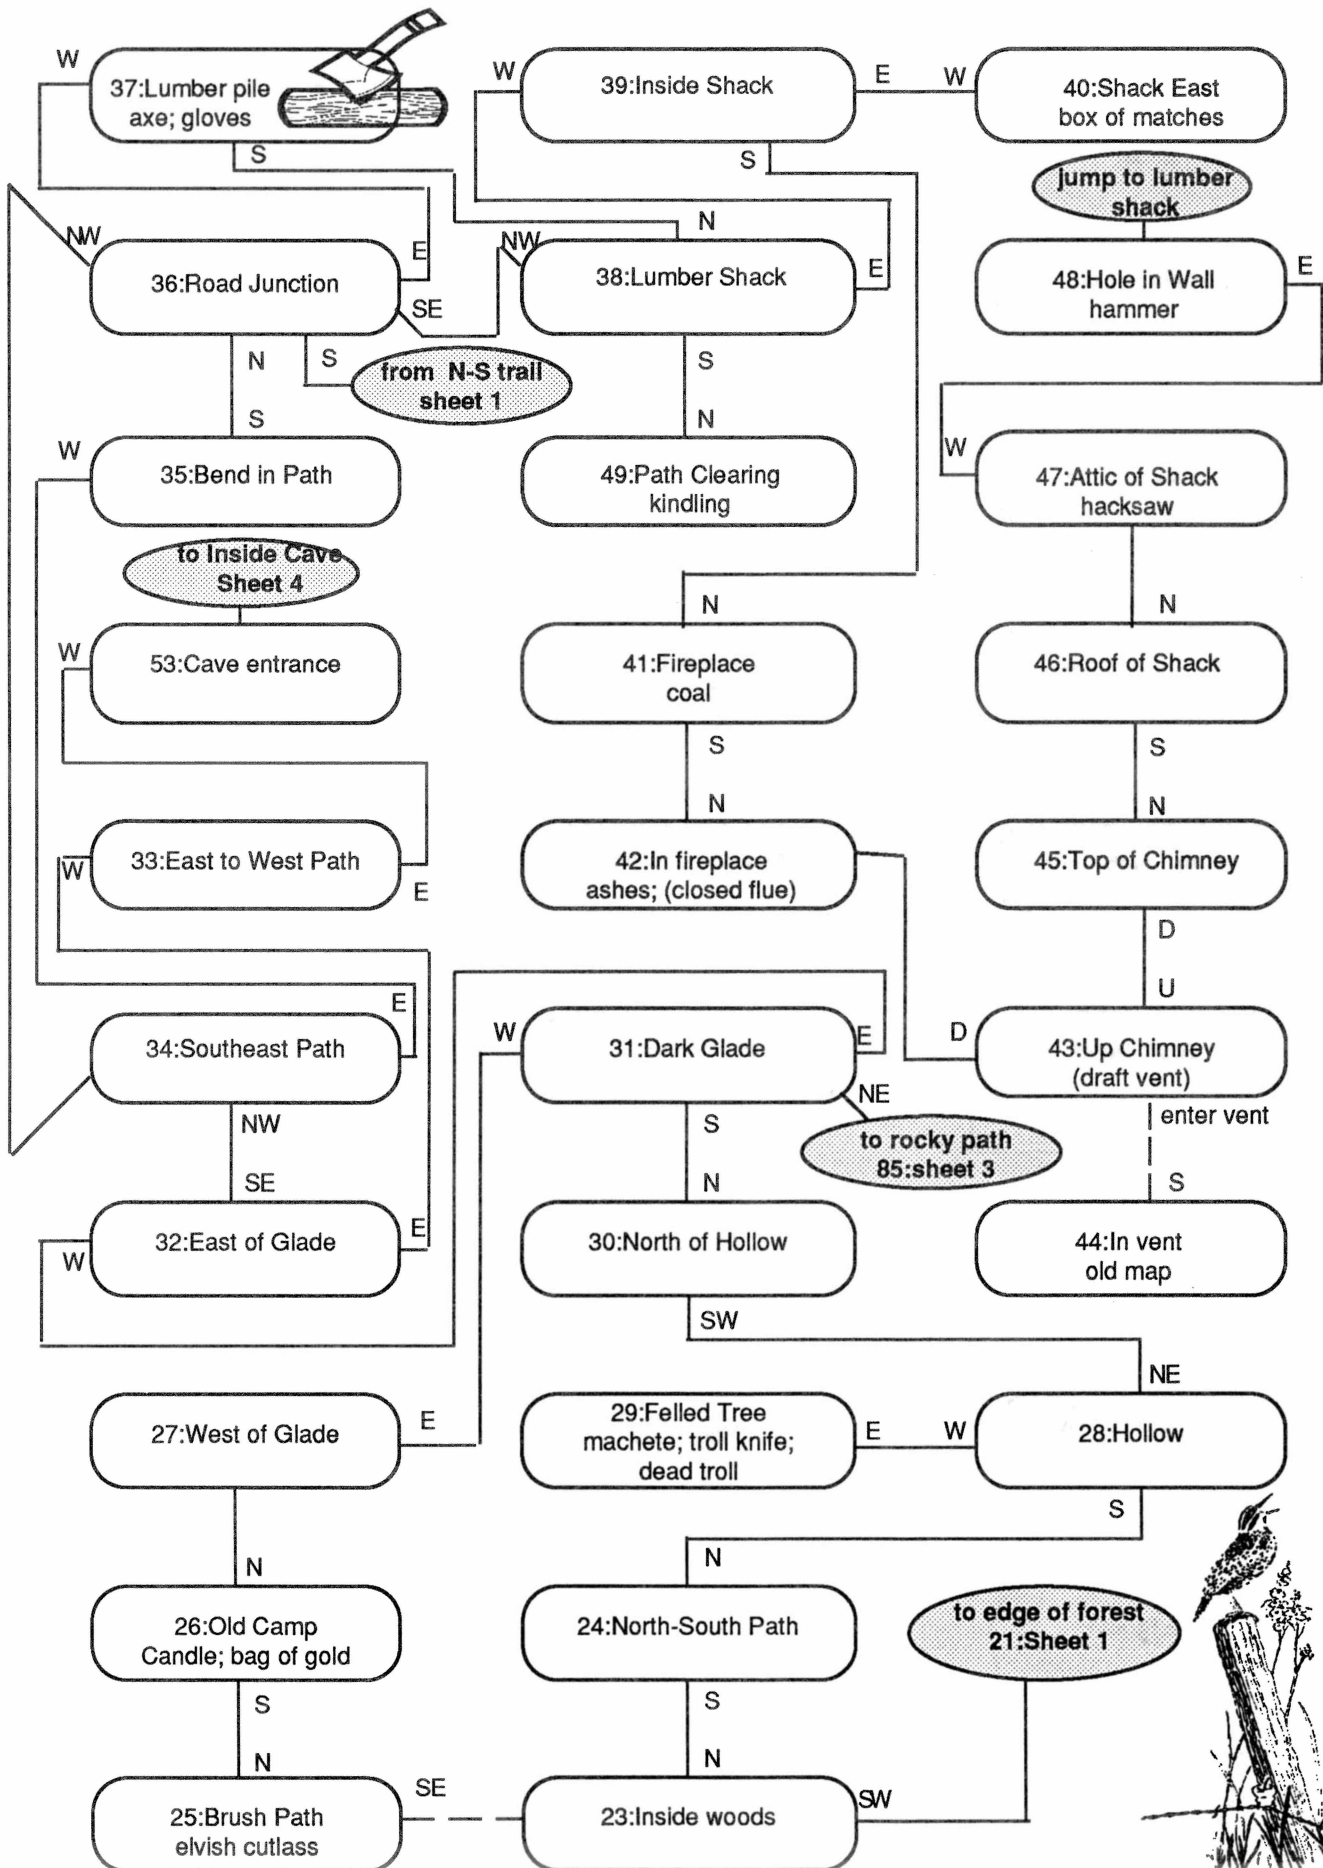 W
37:Lumber pile
axe; gloves
S
W
39:Inside Shack
E
W
40:Shack East
box of matches
S
jump to lumber
shack
NW
36:Road Junction
E
SE
N
S
NW
38:Lumber Shack
N
E
S
48:Hole in Wall
hammer
E
from N-S trail
sheet 1
S
W
35:Bend in Path
N
49:Path Clearing
kindling
W
47:Attic of Shack
hacksaw
to Inside Cave
Sheet 4
W
53:Cave entrance
N
41:Fireplace
coal
S
N
46:Roof of Shack
S
W
33:East to West Path
E
N
42:In fireplace
ashes; (closed flue)
N
45:Top of Chimney
D
E
34:Southeast Path
NW
W
31:Dark Glade
E
NE
S
D
U
43:Up Chimney
(draft vent)
enter vent
to rocky path
85:sheet 3
SE
W
32:East of Glade
E
N
30:North of Hollow
SW
S
44:In vent
old map
27:West of Glade
E
29:Felled Tree
machete; troll knife;
dead troll
E
W
NE
28:Hollow
S
N
26:Old Camp
Candle; bag of gold
S
N
24:North-South Path
S
to edge of forest
21:Sheet 1
N
25:Brush Path
elvish cutlass
SE
N
23:Inside woods
SW